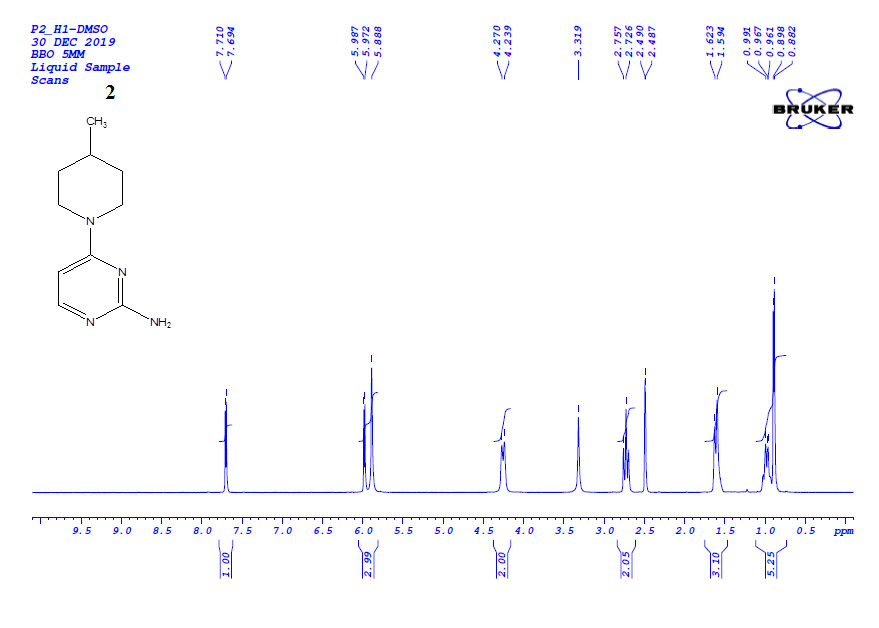 P2_H1-DMSO
30 DEC 2019
BBO 5MM
Liquid Sample
Scans
2
7.710
7.694
5.987
5.972
5.888
4.270
4.239
3.319
2.757
2.726
2.490
2.487
1.623
1.594
0.991
0.967
0.961
0.898
0.882
BRUKER
CH3
N
N
N
NH2
9.5 9.0 8.5 8.0 7.5 7.0 6.5 6.0 5.5 5.0 4.5 4.0 3.5 3.0 2.5 2.0 1.5 1.0 0.5 ppm
1.00
2.99
2.00
2.05
3.10
5.25